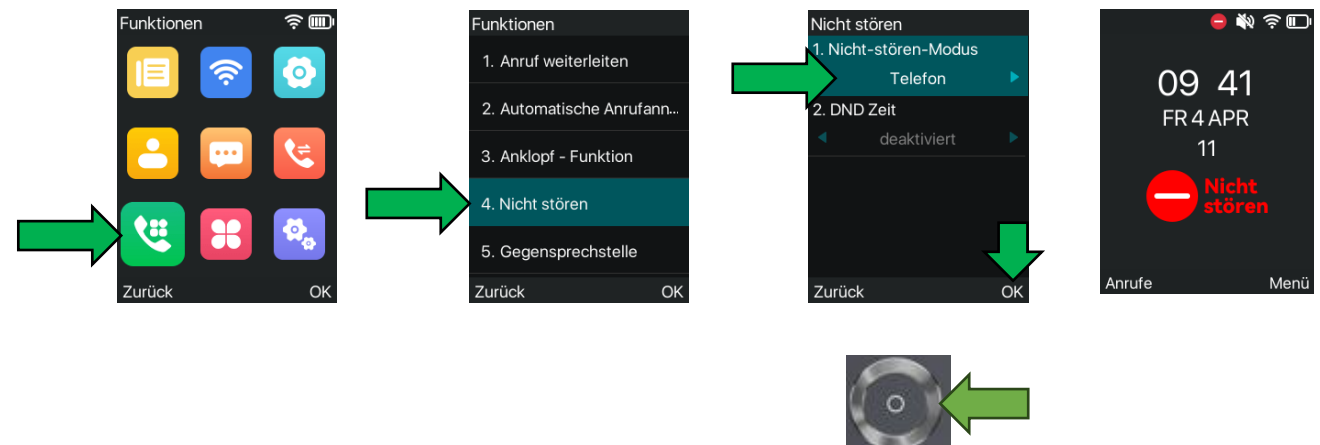 Funktionen
Zurück OK
Funktionen
1. Anruf weiterleiten
2. Automatische Anrufann...
3. Anklopf - Funktion
4. Nicht stören
5. Gegensprechstelle
Zurück OK
Nicht stören
1. Nicht-stören-Modus
Telefon
2. DND Zeit
deaktiviert
Zurück OK
09 41
FR 4 APR
11
Nicht
stören
Anrufe Menü